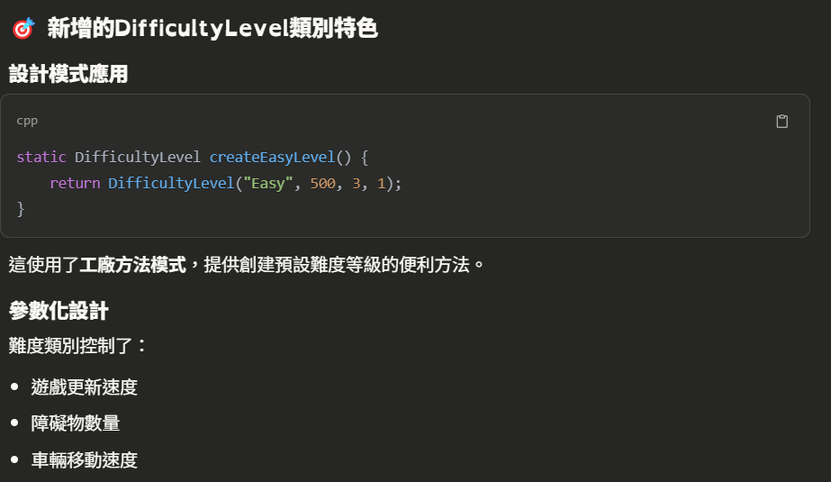 🎯 新增的DifficultyLevel類別特色
設計模式應用
cpp
static DifficultyLevel createEasyLevel() {
    return DifficultyLevel("Easy", 500, 3, 1);
}
這使用了工廠方法模式，提供創建預設難度等級的便利方法。
參數化設計
難度類別控制了：
• 遊戲更新速度
• 障礙物數量
• 車輛移動速度